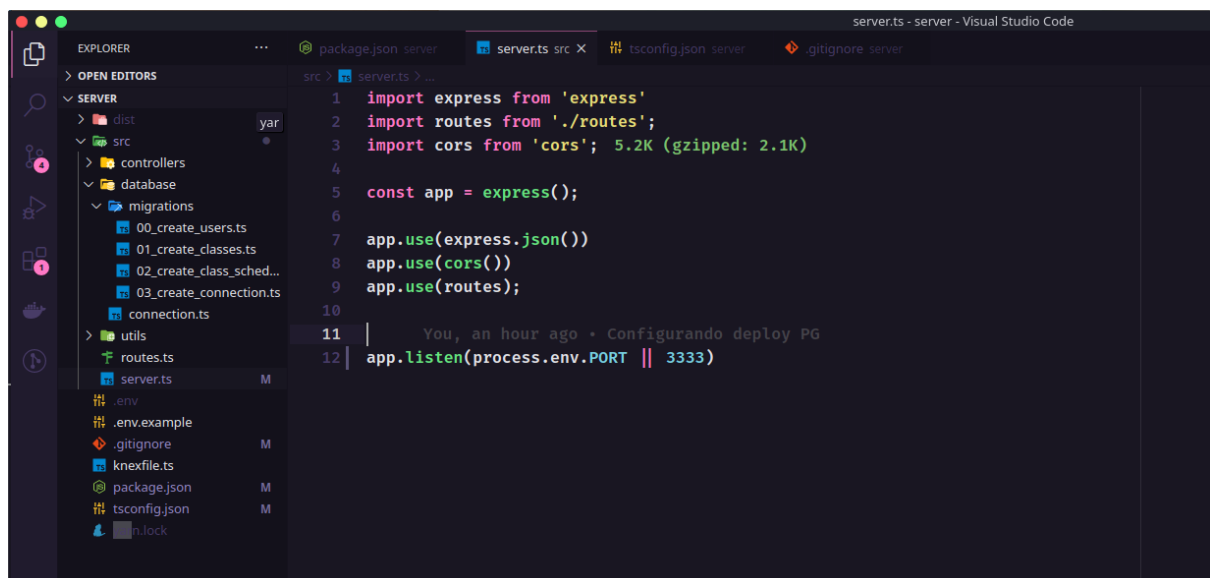 server.ts - server - Visual Studio Code
EXPLORER ...
package.json server
server.ts src ×
tsconfig.json server
.gitignore server
> OPEN EDITORS
SERVER
src > server.ts > ...
dist
yar
src
controllers
database
migrations
00_create_users.ts
01_create_classes.ts
02_create_class_sched...
03_create_connection.ts
connection.ts
utils
routes.ts
server.ts M
.env
.env.example
.gitignore M
knexfile.ts
package.json M
tsconfig.json M
n.lock
4
1
1 import express from 'express'
2 import routes from './routes';
3 import cors from 'cors'; 5.2K (gzipped: 2.1K)
4
5 const app = express();
6
7 app.use(express.json())
8 app.use(cors())
9 app.use(routes);
10
11 You, an hour ago • Configurando deploy PG
12 app.listen(process.env.PORT || 3333)